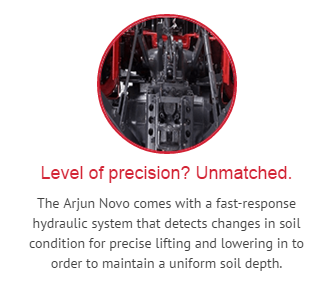 Level of precision? Unmatched.
The Arjun Novo comes with a fast-response
hydraulic system that detects changes in soil
condition for precise lifting and lowering in to
order to maintain a uniform soil depth.